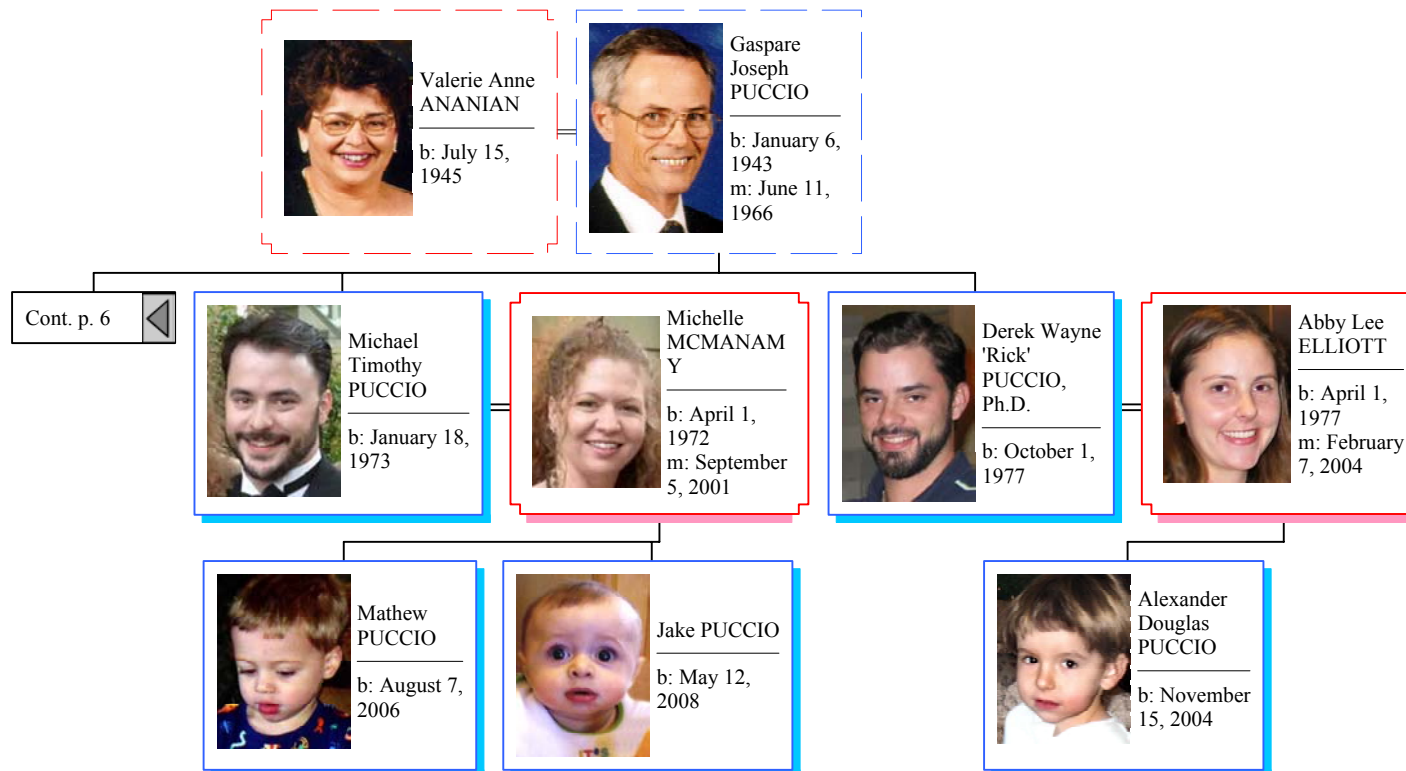 Valerie Anne
ANANIAN
b: July 15,
1945
Gaspare
Joseph
PUCCIO
b: January 6,
1943
m: June 11,
1966
Cont. p. 6
Michael
Timothy
PUCCIO
b: January 18,
1973
Michelle
MCMANAM
Y
b: April 1,
1972
m: September
5, 2001
Derek Wayne
'Rick'
PUCCIO,
Ph.D.
b: October 1,
1977
Abby Lee
ELLIOTT
b: April 1,
1977
m: February
7, 2004
Mathew
PUCCIO
b: August 7,
2006
Jake PUCCIO
b: May 12,
2008
IT'S
Alexander
Douglas
PUCCIO
b: November
15, 2004